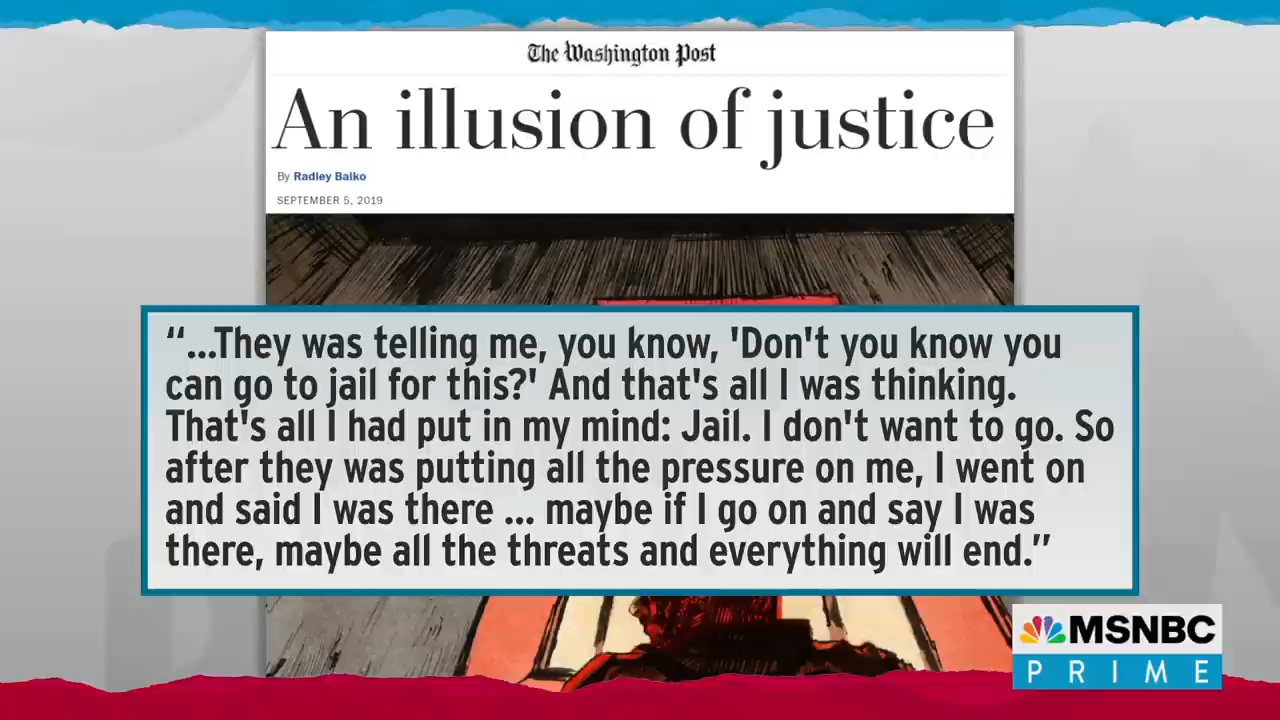 The Washington Post
An illusion of justice
By Radley Balko
SEPTEMBER 5, 2019
“...They was telling me, you know, 'Don't you know you
can go to jail for this?' And that's all I was thinking.
That's all I had put in my mind: Jail. I don't want to go. So
after they was putting all the pressure on me, I went on
and said I was there ... maybe if I go on and say I was
there, maybe all the threats and everything will end.”
MSNBC
PRIME